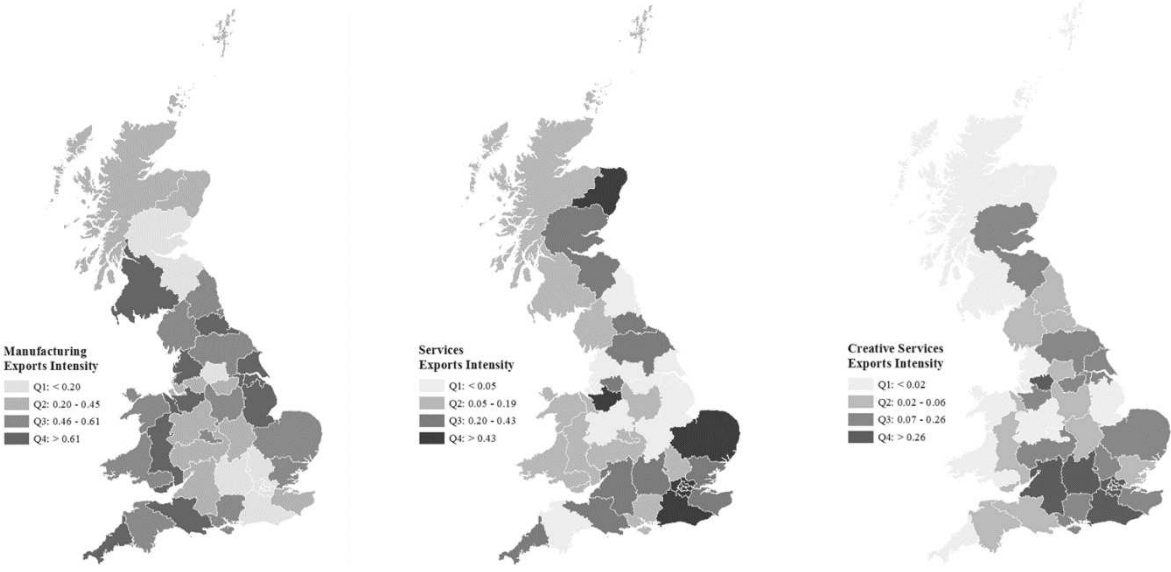 Manufacturing
Exports Intensity
Q1: < 0.20
Q2: 0.20 - 0.45
Q3: 0.46 - 0.61
Q4: > 0.61
Services
Exports Intensity
Q1: < 0.05
Q2: 0.05 - 0.19
Q3: 0.20 - 0.43
Q4: > 0.43
Creative Services
Exports Intensity
Q1: < 0.02
Q2: 0.02 - 0.06
Q3: 0.07 - 0.26
Q4: > 0.26